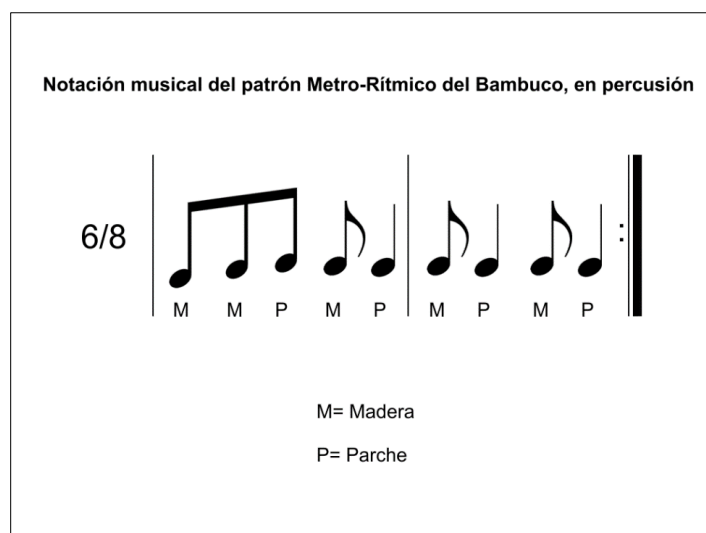 Notación musical del patrón Metro-Rítmico del Bambuco, en percusión
6/8
M M P M P M P M P
M= Madera
P= Parche